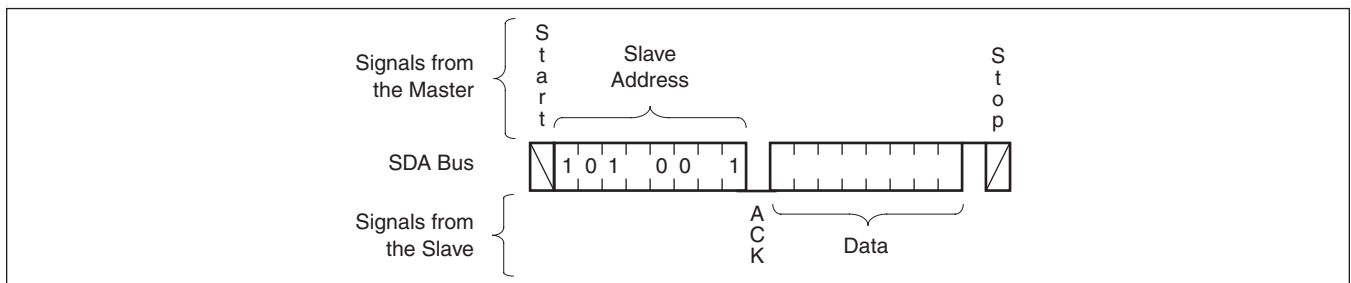 Start
Signals from
the Master
Slave
Address
Stop
SDA Bus
1 0 1 0 0 1
Signals from
the Slave
ACK
Data